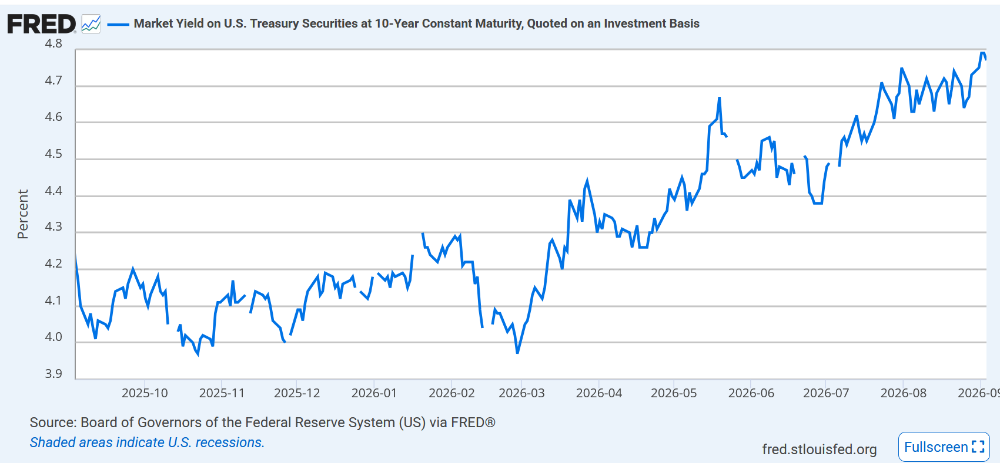 FRED
Market Yield on U.S. Treasury Securities at 10-Year Constant Maturity, Quoted on an Investment Basis
4.8
4.7
4.6
4.5
4.4
4.3
4.2
4.1
4.0
3.9
Percent
2025-10 2025-11 2025-12 2026-01 2026-02 2026-03 2026-04 2026-05 2026-06 2026-07 2026-08 2026-09
Source: Board of Governors of the Federal Reserve System (US) via FRED®
Shaded areas indicate U.S. recessions.
fred.stlouisfed.org
Fullscreen